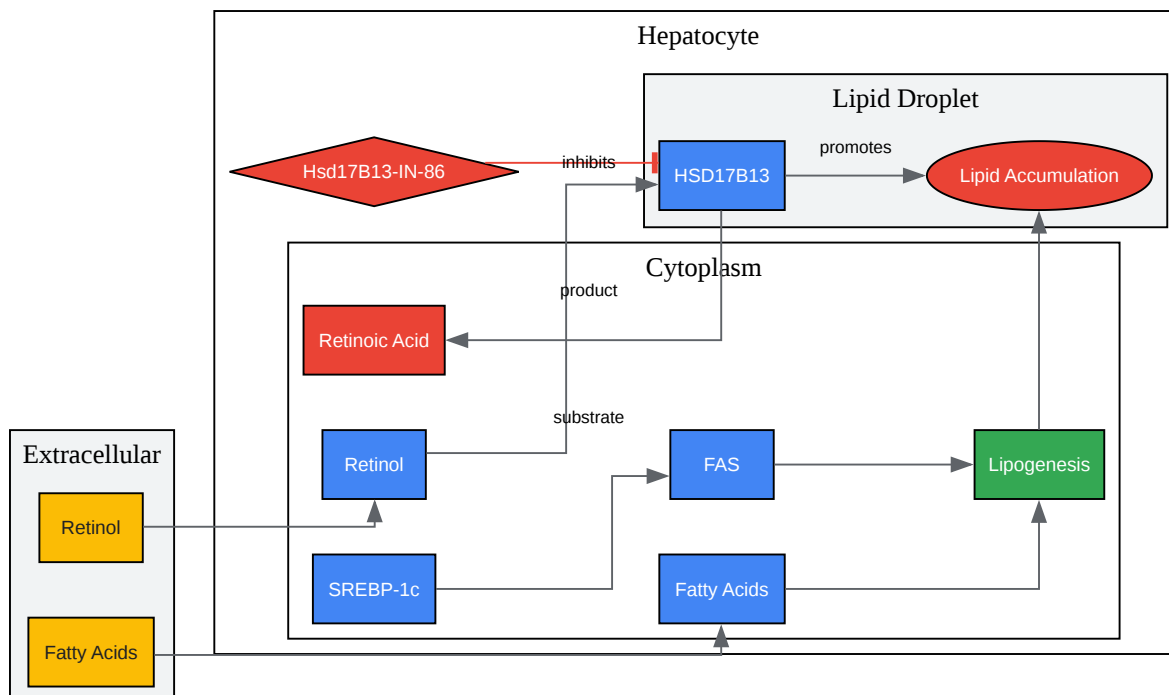 Hepatocyte
Lipid Droplet
Hsd17B13-IN-86
inhibits
HSD17B13
promotes
Lipid Accumulation
Cytoplasm
product
Retinoic Acid
substrate
Retinol
FAS
Lipogenesis
SREBP-1c
Fatty Acids
Extracellular
Retinol
Fatty Acids